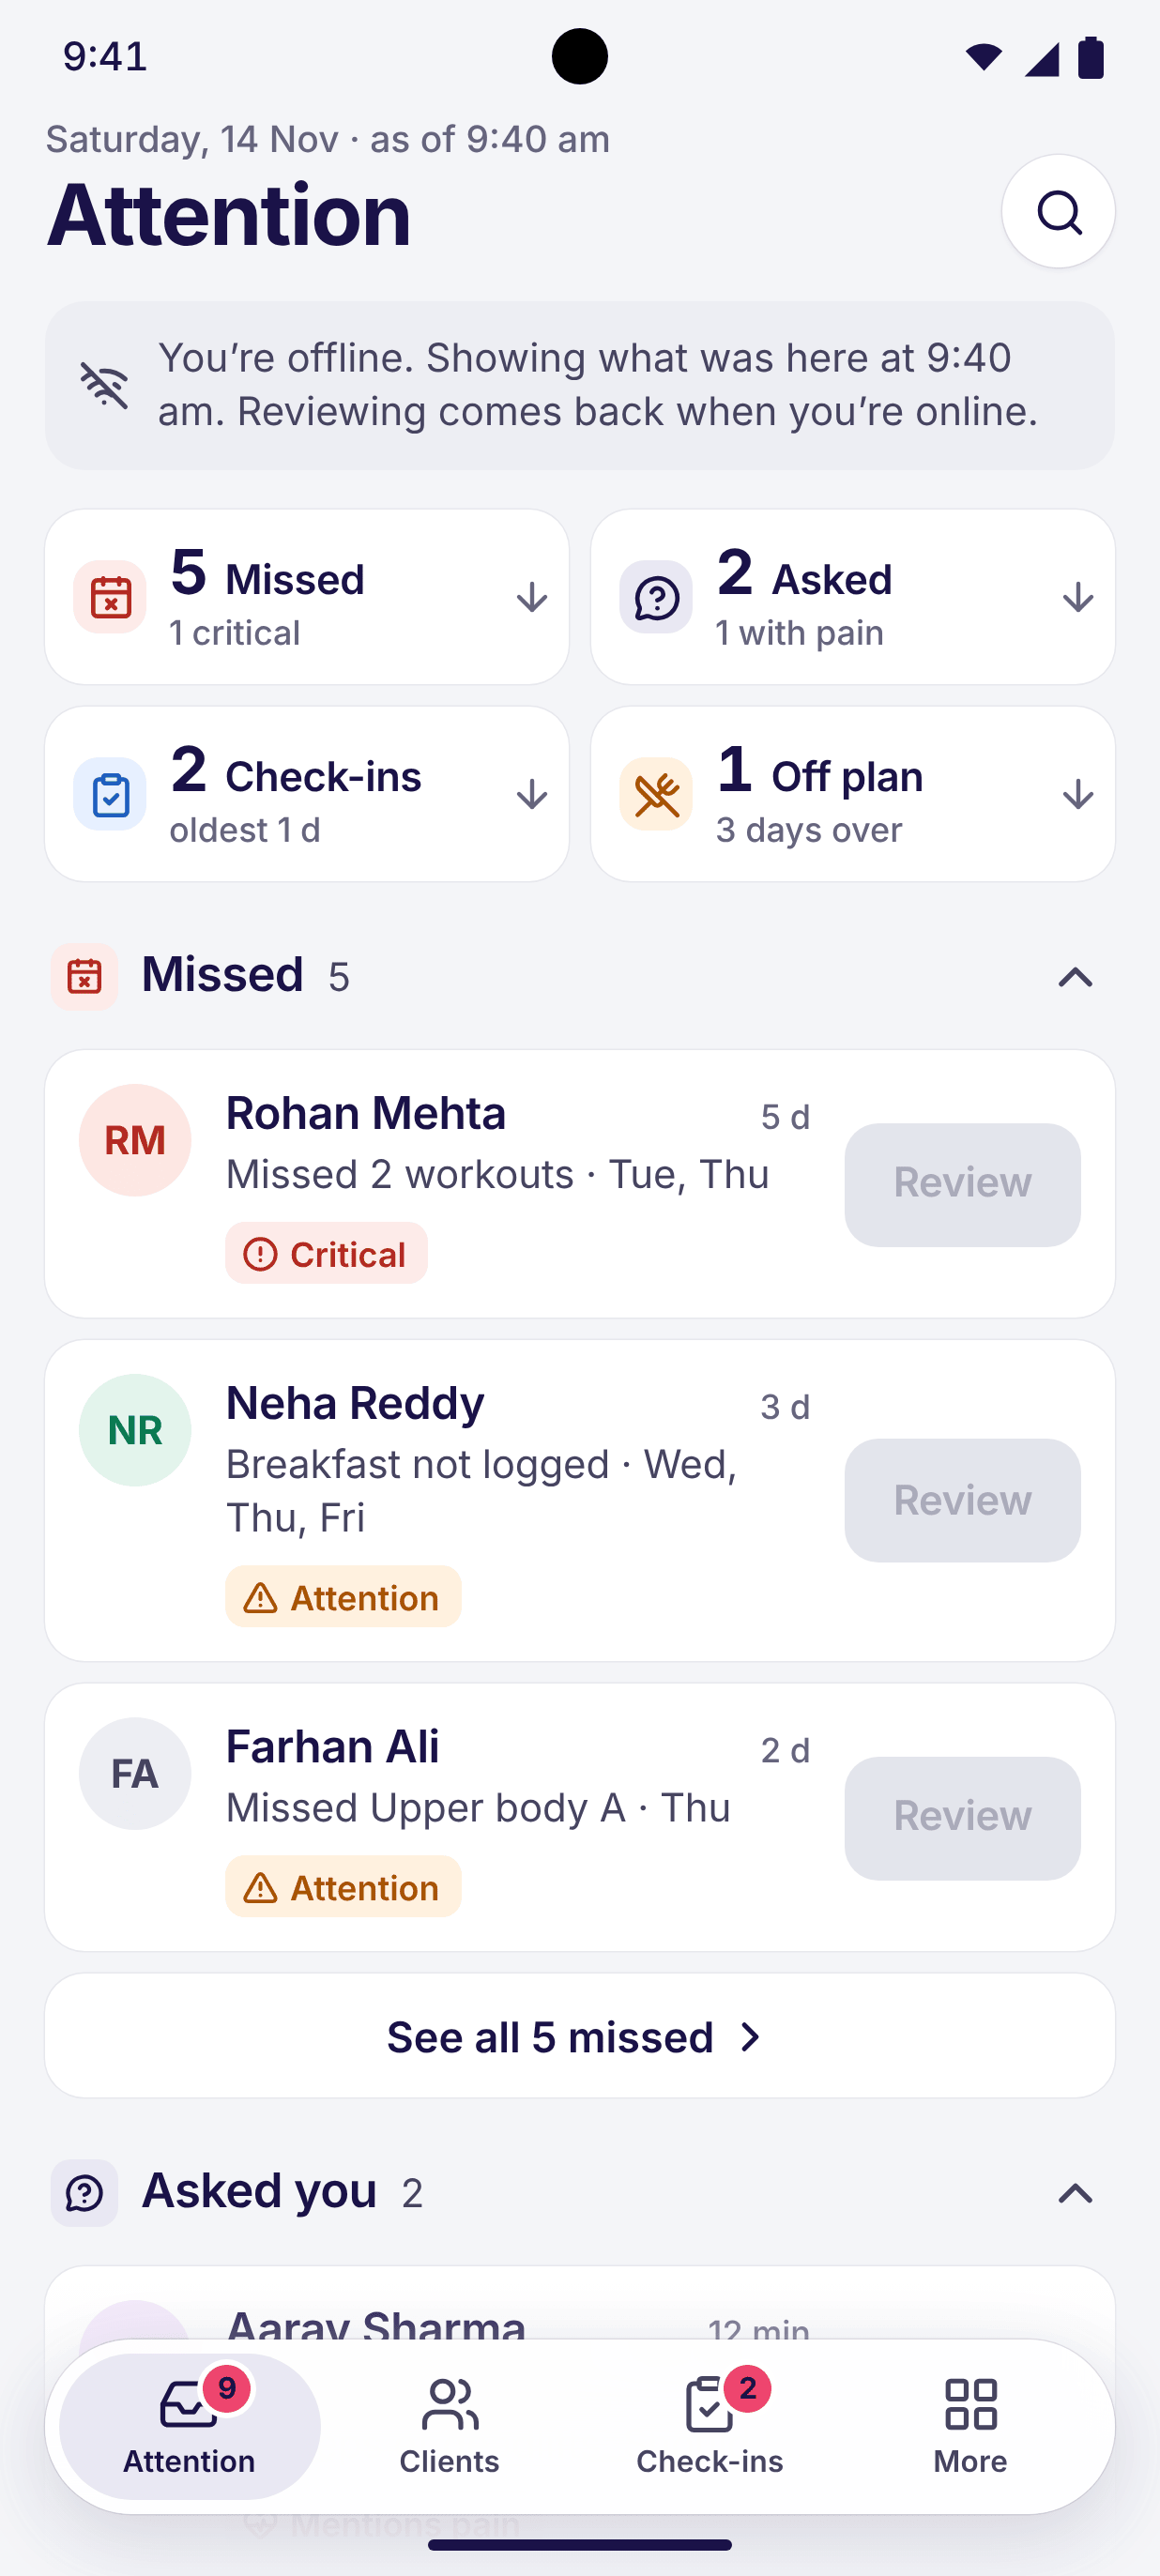 9:41
Saturday, 14 Nov · as of 9:40 am
Attention
You’re offline. Showing what was here at 9:40
am. Reviewing comes back when you’re online.
5 Missed
1 critical
2 Asked
1 with pain
2 Check-ins
oldest 1 d
1 Off plan
3 days over
Missed 5
RM
Rohan Mehta
5 d
Missed 2 workouts · Tue, Thu
Critical
Review
NR
Neha Reddy
3 d
Breakfast not logged · Wed,
Thu, Fri
Attention
Review
FA
Farhan Ali
2 d
Missed Upper body A · Thu
Attention
Review
See all 5 missed
Asked you 2
Aarav Sharma
12 min
9
Attention
Clients
2
Check-ins
More
Mentions pain